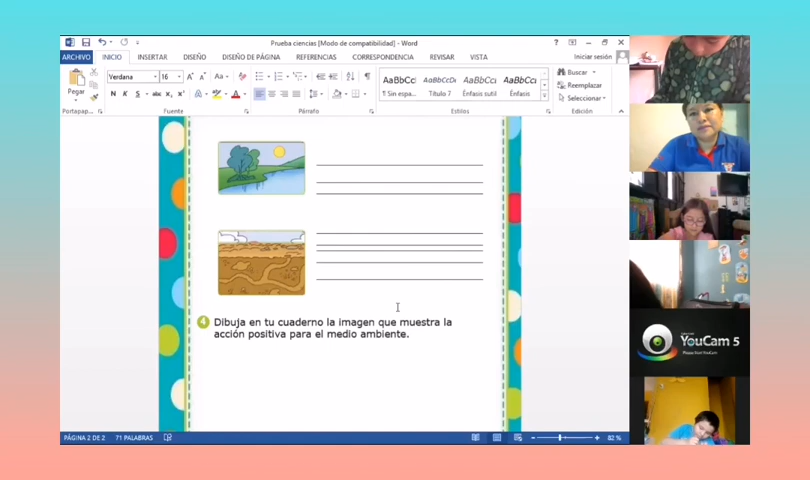 Prueba ciencias [Modo de compatibilidad] - Word
ARCHIVO INICIO INSERTAR DISEÑO DISEÑO DE PÁGINA REFERENCIAS CORRESPONDENCIA REVISAR VISTA Iniciar sesión
Verdana 16
Pegar
N K S abc x₂ x²
AaBbCcI AaBbCcDc AaBbCcI AaBbCcI
¶ Sin espa... Título 7 Énfasis sutil Énfasis
Buscar
Reemplazar
Seleccionar
Portapap... Fuente Párrafo Estilos Edición
4 Dibuja en tu cuaderno la imagen que muestra la
acción positiva para el medio ambiente.
YouCam 5
PÁGINA 2 DE 2 71 PALABRAS 82 %